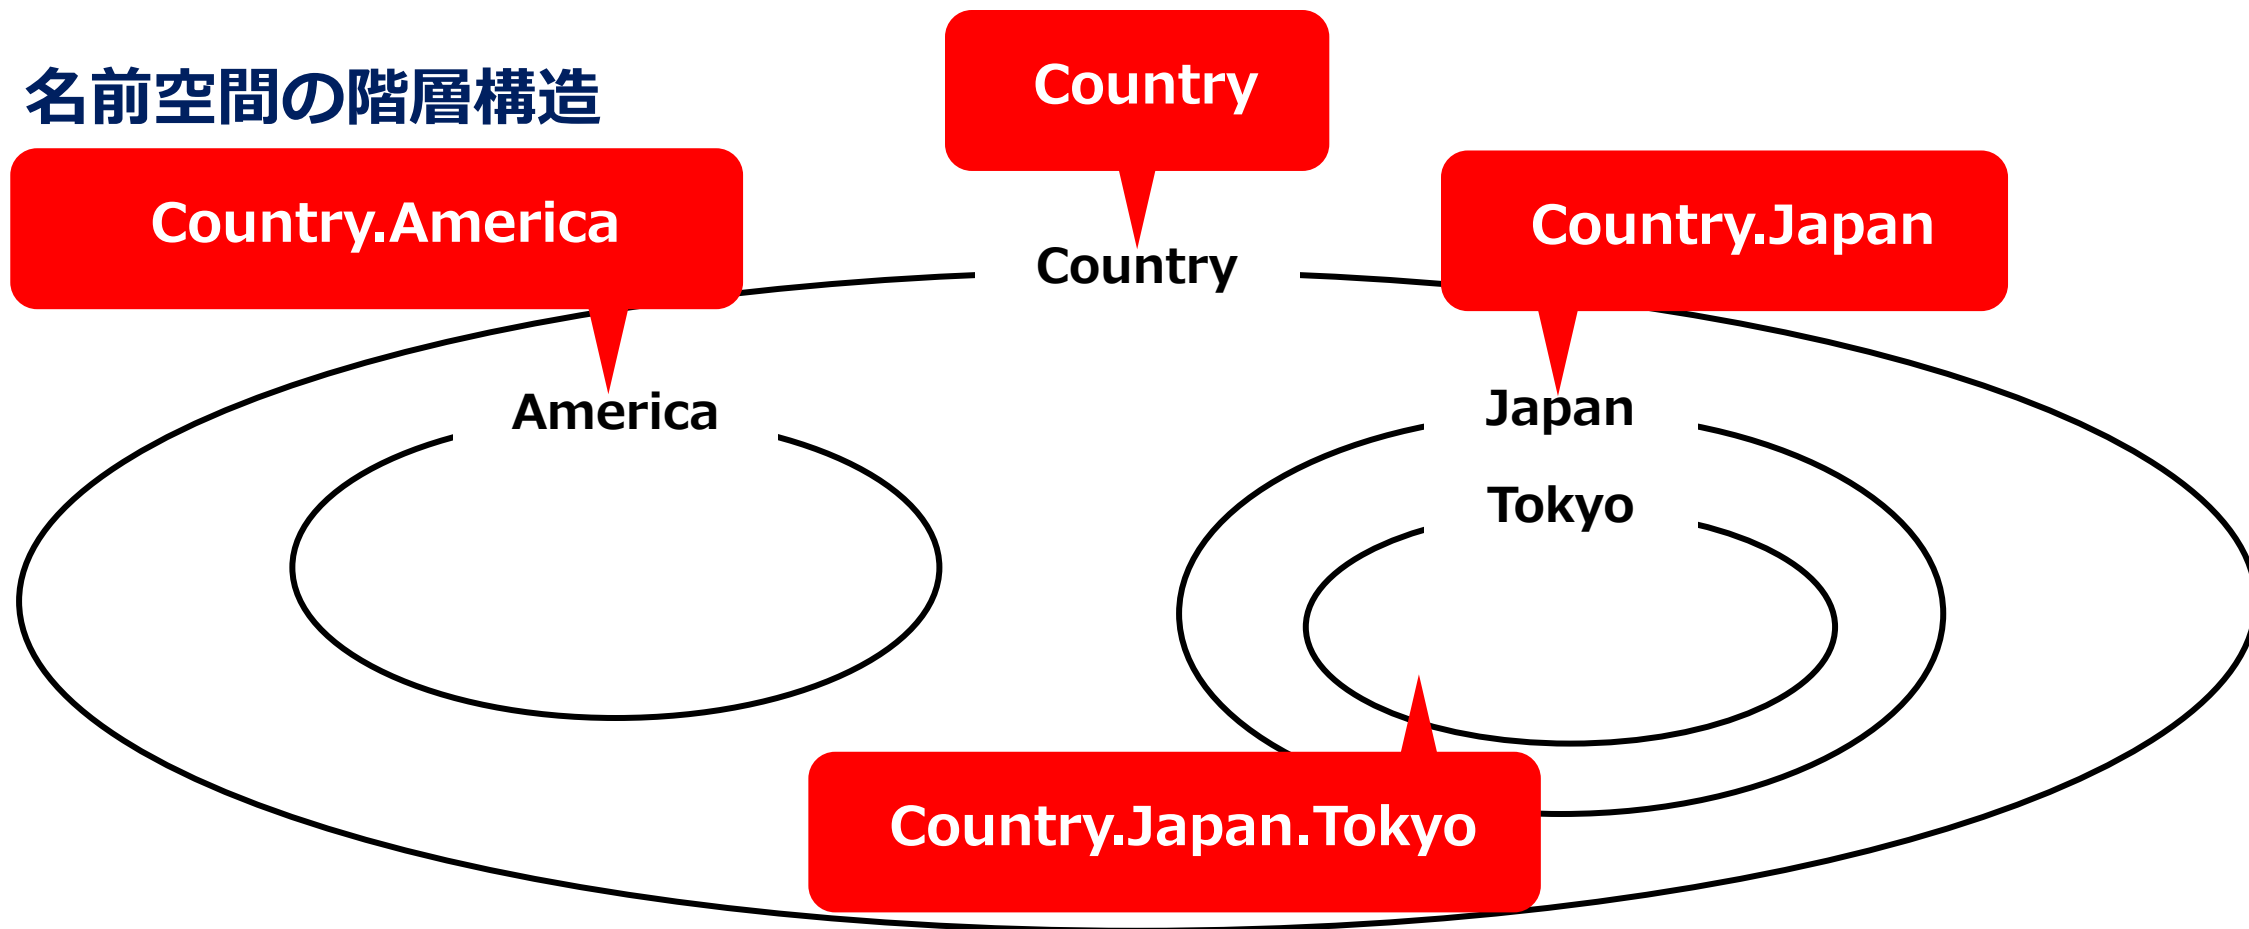 名前空間の階層構造
Country
Country.America
Country.Japan
Country
America
Japan
Tokyo
Country.Japan.Tokyo